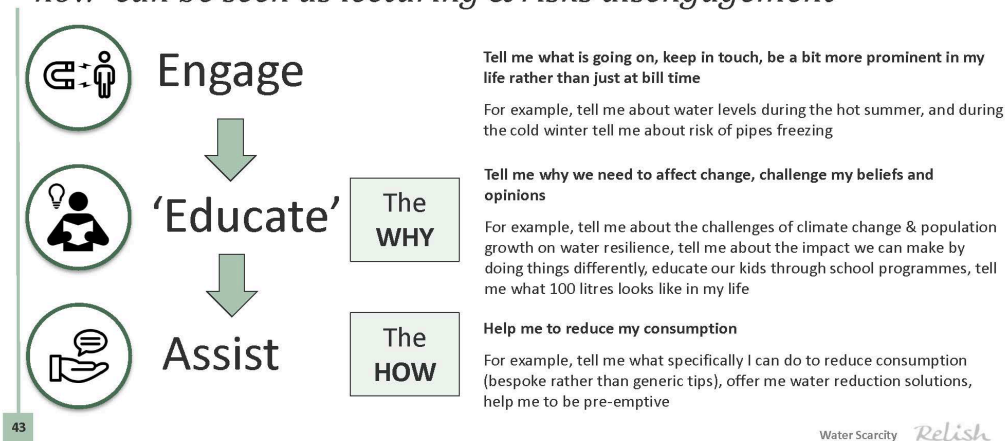 how' can be seen as lecturing & risks disengagement
Engage
Tell me what is going on, keep in touch, be a bit more prominent in my
life rather than just at bill time
For example, tell me about water levels during the hot summer, and during
the cold winter tell me about risk of pipes freezing
'Educate'
The
WHY
Tell me why we need to affect change, challenge my beliefs and
opinions
For example, tell me about the challenges of climate change & population
growth on water resilience, tell me about the impact we can make by
doing things differently, educate our kids through school programmes, tell
me what 100 litres looks like in my life
Assist
The
HOW
Help me to reduce my consumption
For example, tell me what specifically I can do to reduce consumption
(bespoke rather than generic tips), offer me water reduction solutions,
help me to be pre-emptive
43
Water Scarcity
Relish